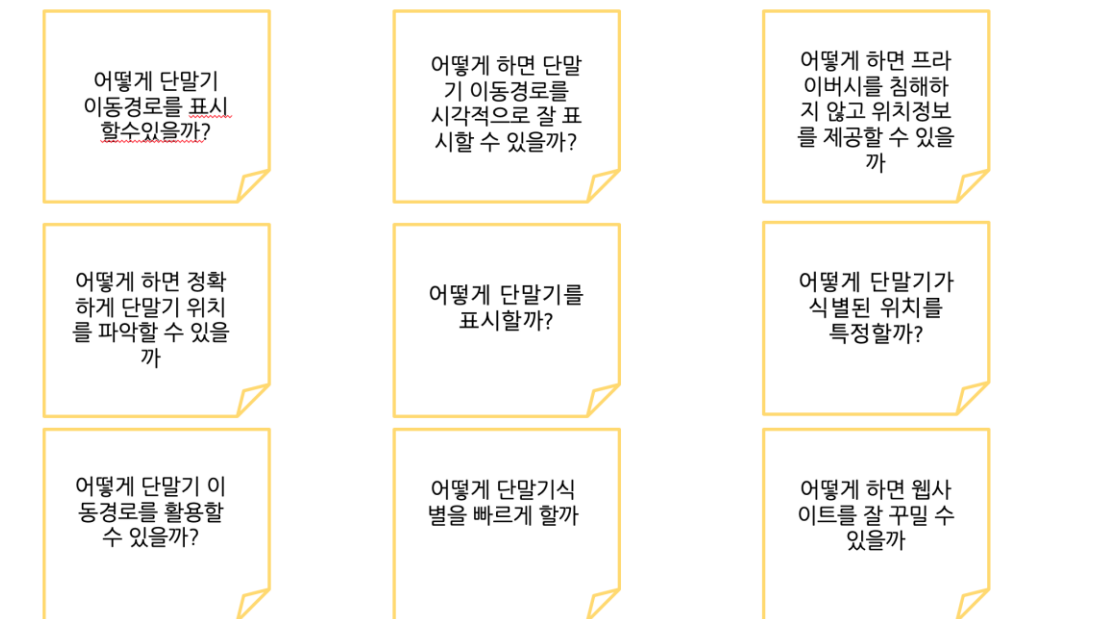 어떻게 단말기
이동경로를 표시
할수있을까?
어떻게 하면 단말
기 이동경로를
시각적으로 잘 표
시할 수 있을까?
어떻게 하면 프라
이버시를 침해하
지 않고 위치정보
를 제공할 수 있을
까
어떻게 하면 정확
하게 단말기 위치
를 파악할 수 있을
까
어떻게 단말기를
표시할까?
어떻게 단말기가
식별된 위치를
특정할까?
어떻게 단말기 이
동경로를 활용할
수 있을까?
어떻게 단말기식
별을 빠르게 할까
어떻게 하면 웹사
이트를 잘 꾸밀 수
있을까